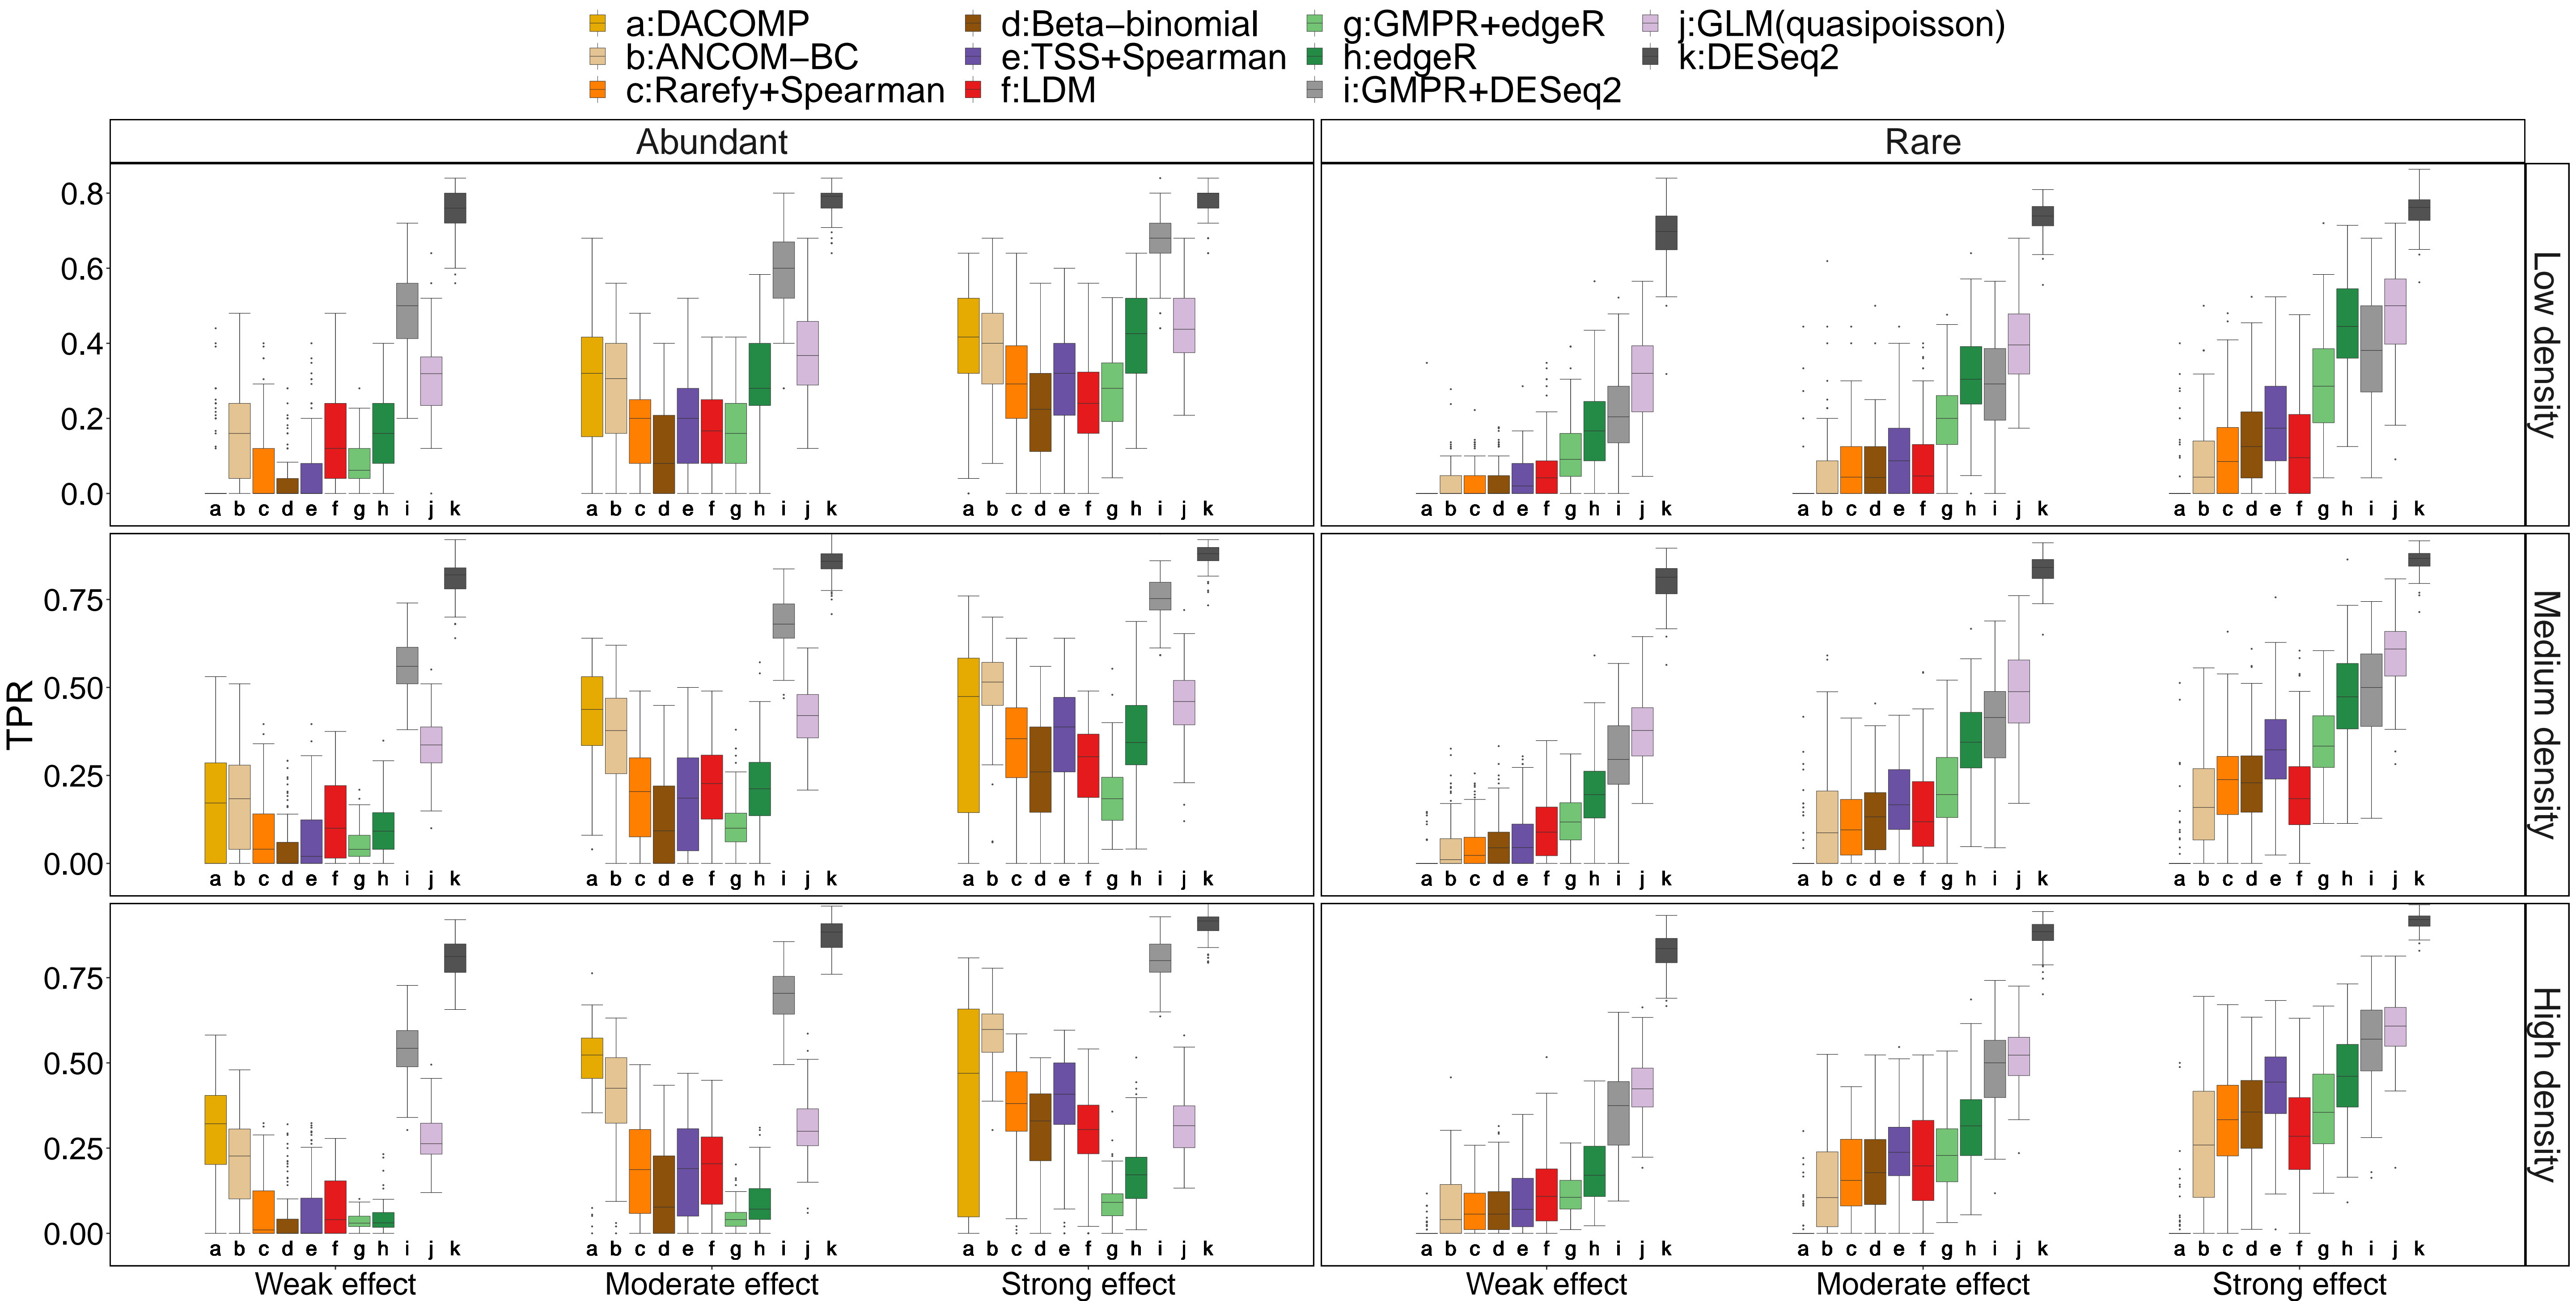 a:DACOMP d:Beta−binomial g:GMPR+edgeR j:GLM(quasipoisson)
b:ANCOM−BC e:TSS+Spearman h:edgeR k:DESeq2
c:Rarefy+Spearman f:LDM i:GMPR+DESeq2
Abundant Rare
0.8
0.6
0.4
0.2
0.0
a b c d e f g h i j k a b c d e f g h i j k a b c d e f g h i j k a b c d e f g h i j k a b c d e f g h i j k a b c d e f g h i j k
Low density
TPR
0.75
0.50
0.25
0.00
a b c d e f g h i j k a b c d e f g h i j k a b c d e f g h i j k a b c d e f g h i j k a b c d e f g h i j k a b c d e f g h i j k
Medium density
0.75
0.50
0.25
0.00
a b c d e f g h i j k a b c d e f g h i j k a b c d e f g h i j k a b c d e f g h i j k a b c d e f g h i j k a b c d e f g h i j k
High density
Weak effect Moderate effect Strong effect Weak effect Moderate effect Strong effect